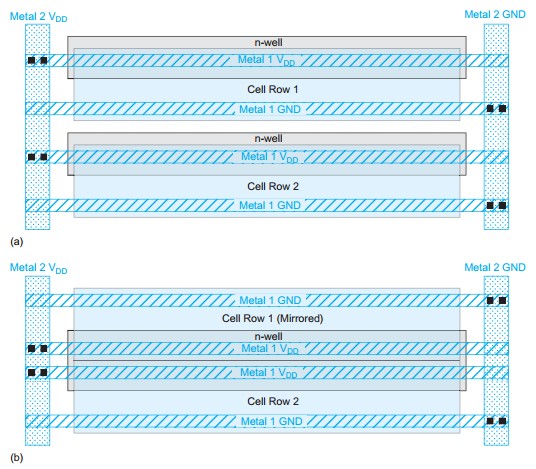 Metal 2 VDD
Metal 2 GND
n-well
Metal 1 VDD
Cell Row 1
Metal 1 GND
n-well
Metal 1 VDD
Cell Row 2
Metal 1 GND
(a)
Metal 2 VDD
Metal 2 GND
Metal 1 GND
Cell Row 1 (Mirrored)
n-well
Metal 1 VDD
Metal 1 VDD
Cell Row 2
Metal 1 GND
(b)